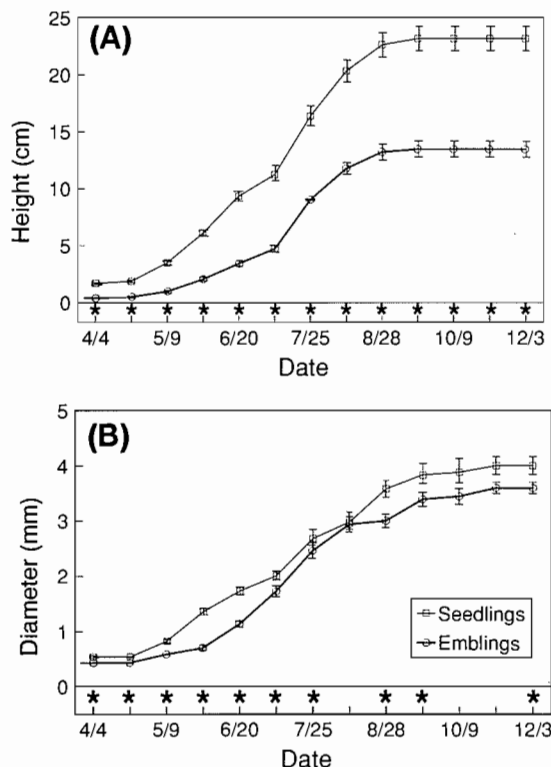 (A)
25
20
15
10
5
0
Height (cm)
* * * * * * * * * * * * *
4/4 5/9 6/20 7/25 8/28 10/9 12/3
Date
(B)
5
4
3
2
1
0
Diameter (mm)
Seedlings
Emblings
* * * * * * * * * *
4/4 5/9 6/20 7/25 8/28 10/9 12/3
Date